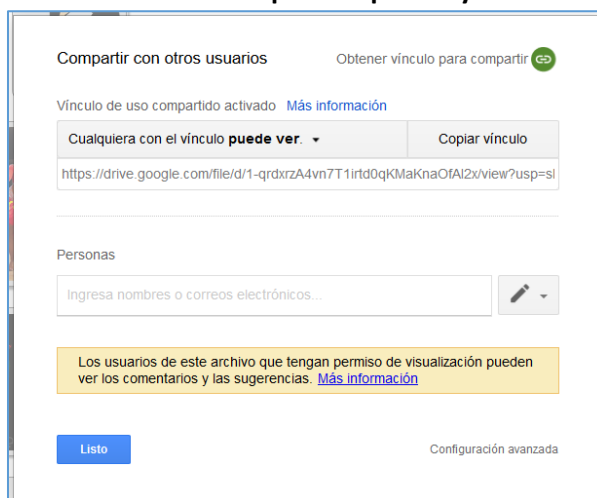 Compartir con otros usuarios
Obtener vínculo para compartir
Vínculo de uso compartido activado Más información
Cualquiera con el vínculo puede ver.
Copiar vínculo
https://drive.google.com/file/d/1-qrdxrzA4vn7T1irtd0qKMaKnaOfAl2x/view?usp=sl
Personas
Ingresa nombres o correos electrónicos...
Los usuarios de este archivo que tengan permiso de visualización pueden
ver los comentarios y las sugerencias. Más información
Listo
Configuración avanzada